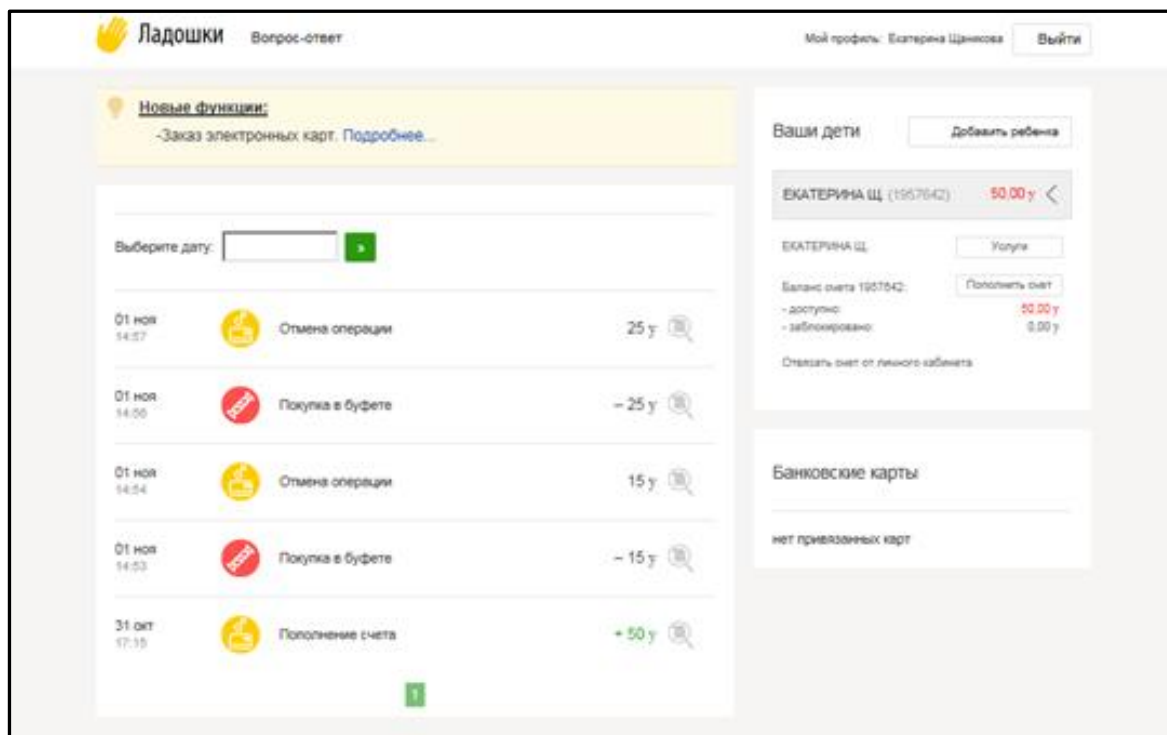 Ладошки
Вопрос-ответ
Мой профиль: Екатерина Щаникова
Выйти
Новые функции:
-Заказ электронных карт. Подробнее...
Выберите дату:
»
01 ноя
14:57
Отмена операции
25 у
01 ноя
14:56
Покупка в буфете
– 25 у
01 ноя
14:54
Отмена операции
15 у
01 ноя
14:53
Покупка в буфете
– 15 у
31 окт
17:15
Пополнение счета
+ 50 у
1
Ваши дети
Добавить ребенка
ЕКАТЕРИНА Щ. (1957642)
50,00 у
ЕКАТЕРИНА Щ.
Услуги
Баланс счета 1957642:
Пополнить счет
- доступно:
50,00 у
- заблокировано:
0,00 у
Отвязать счет от личного кабинета
Банковские карты
нет привязанных карт